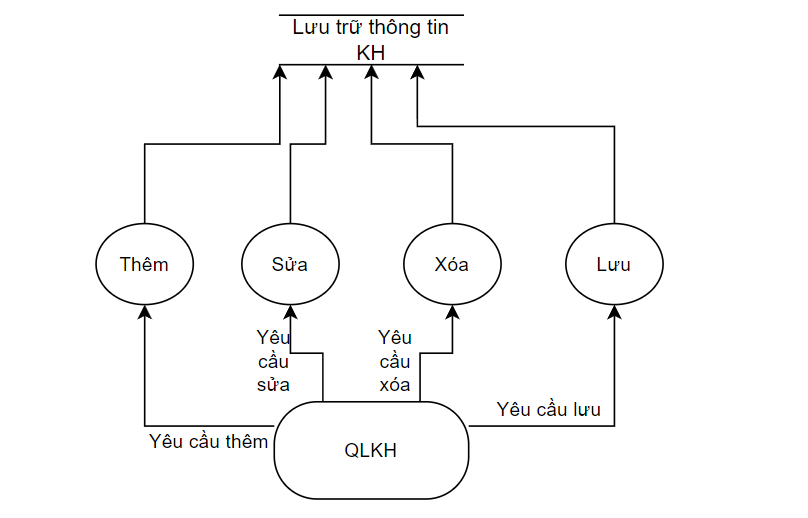 Lưu trữ thông tin
KH
Thêm
Sửa
Xóa
Lưu
Yêu
cầu
sửa
Yêu
cầu
xóa
Yêu cầu lưu
Yêu cầu thêm
QLKH